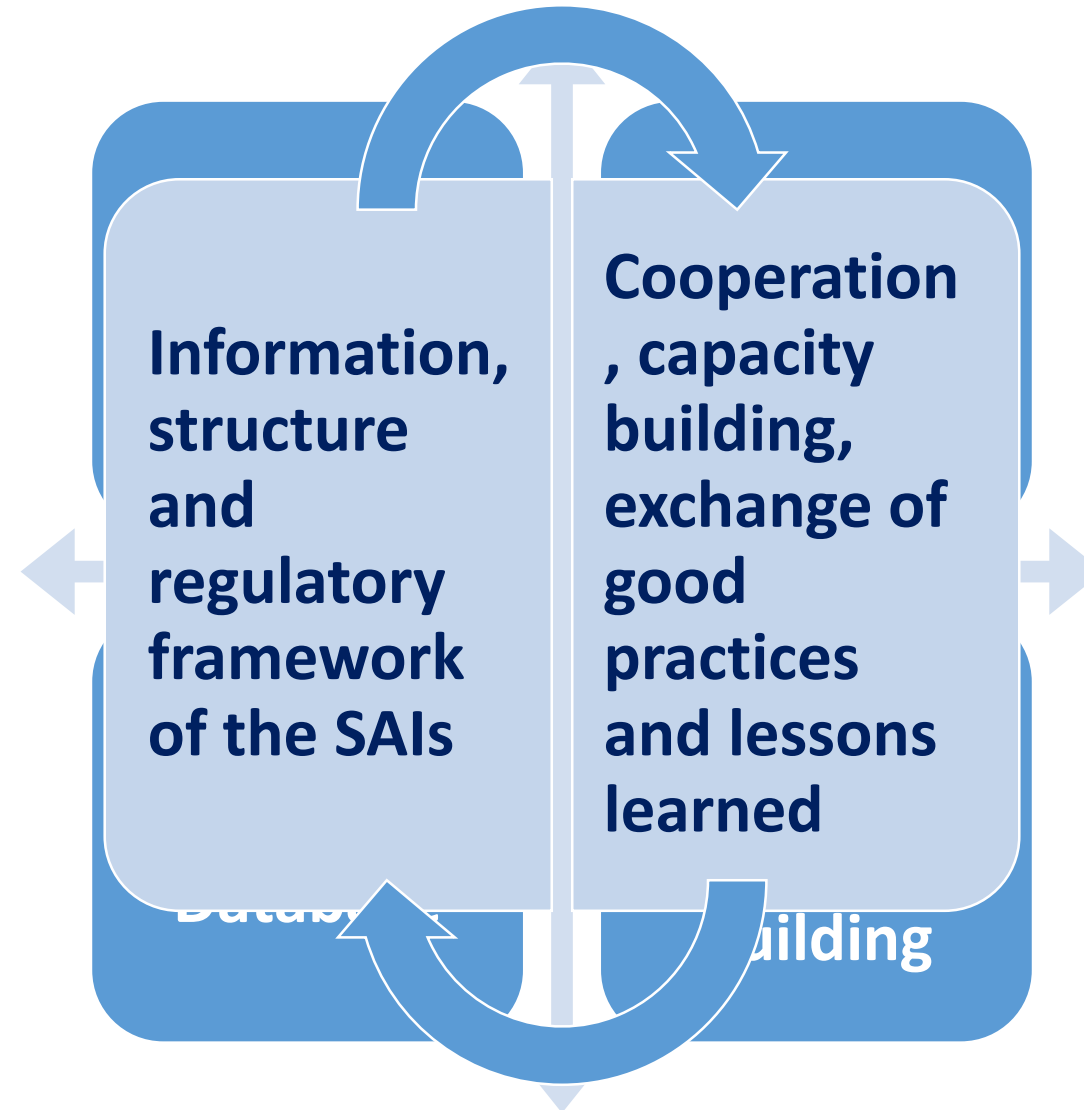 Information,
structure
and
regulatory
framework
of the SAIs
Cooperation
, capacity
building,
exchange of
good
practices
and lessons
learned